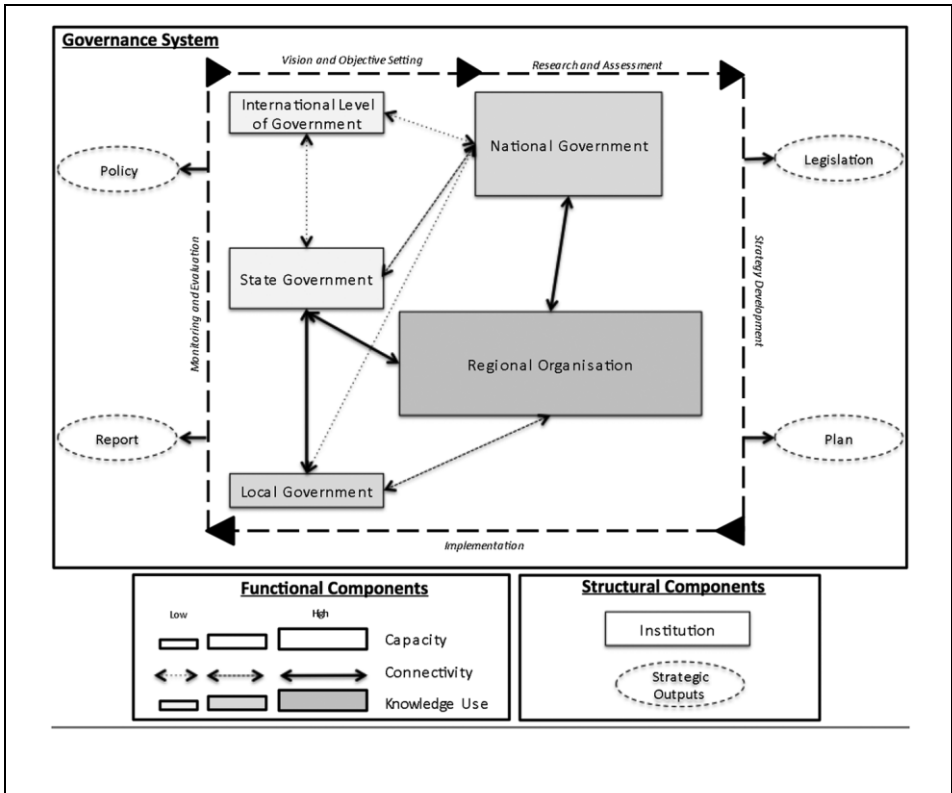 Governance System
Vision and Objective Setting
Research and Assessment
International Level
of Government
National Government
Policy
Legislation
State Government
Monitoring and Evaluation
Strategy Development
Regional Organisation
Report
Plan
Local Government
Implementation
Functional Components
Low
High
Capacity
Connectivity
Knowledge Use
Structural Components
Institution
Strategic
Outputs